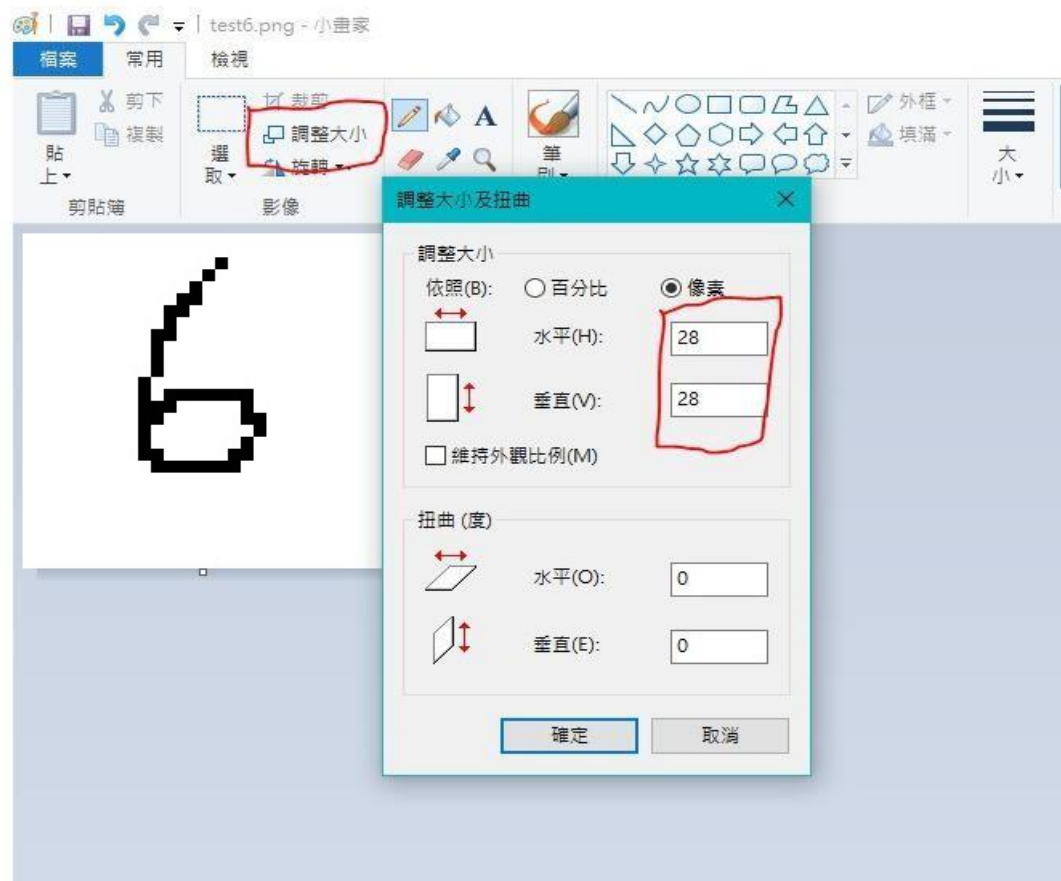 test6.png - 小畫家
檔案 常用 檢視
剪下
複製
貼上
剪貼簿
裁剪
調整大小
旋轉
選取
影像
A
筆刷
外框
填滿
大小
調整大小及扭曲
調整大小
依照(B): 百分比 像素
水平(H): 28
垂直(V): 28
維持外觀比例(M)
扭曲 (度)
水平(O): 0
垂直(E): 0
確定 取消
6